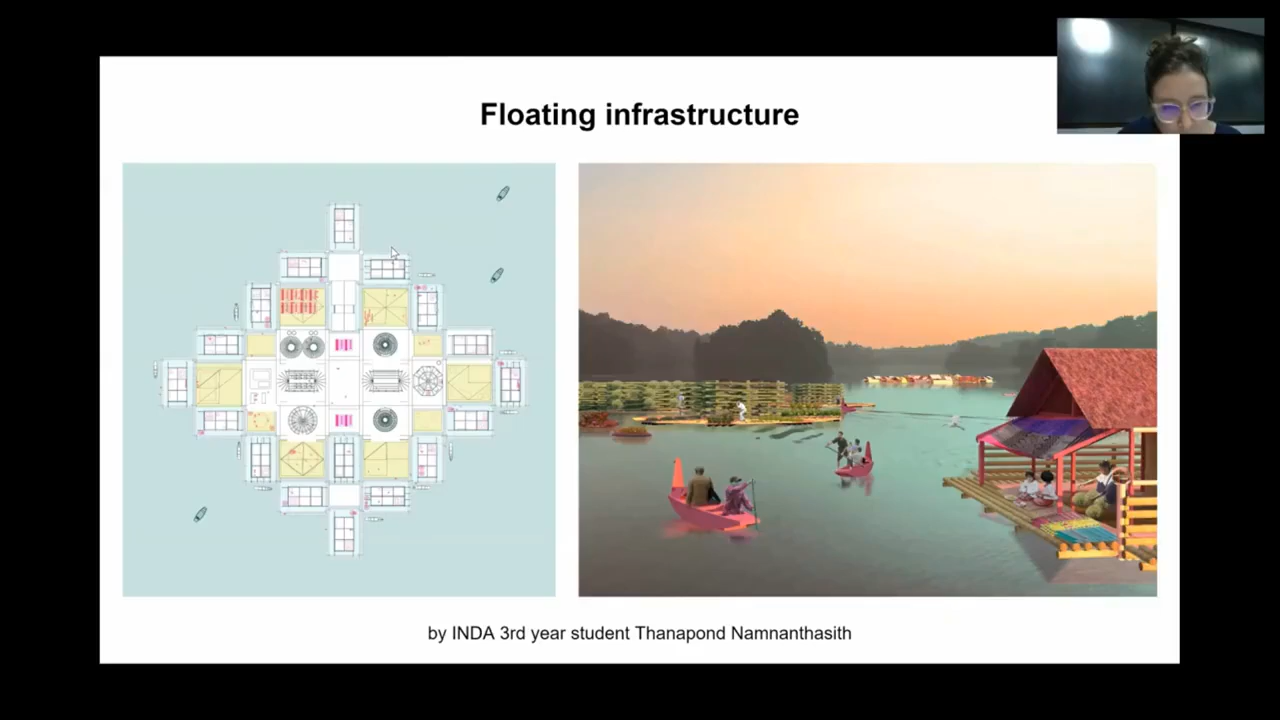 Floating infrastructure
by INDA 3rd year student Thanapond Namnanthasith